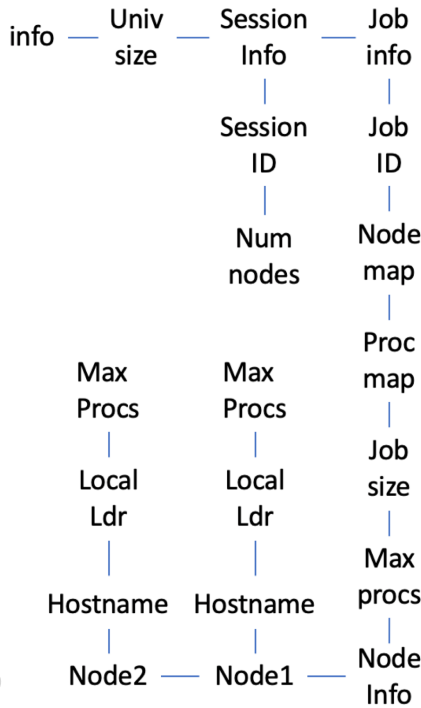 info
Univ
size
Session
Info
Job
info
Session
ID
Job
ID
Num
nodes
Node
map
Proc
map
Max
Procs
Max
Procs
Job
size
Local
Ldr
Local
Ldr
Max
procs
Hostname
Hostname
Node2
Node1
Node
Info